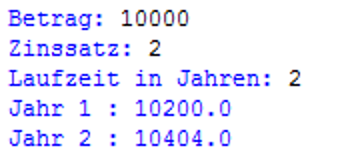 Betrag: 10000
Zinssatz: 2
Laufzeit in Jahren: 2
Jahr 1 : 10200.0
Jahr 2 : 10404.0